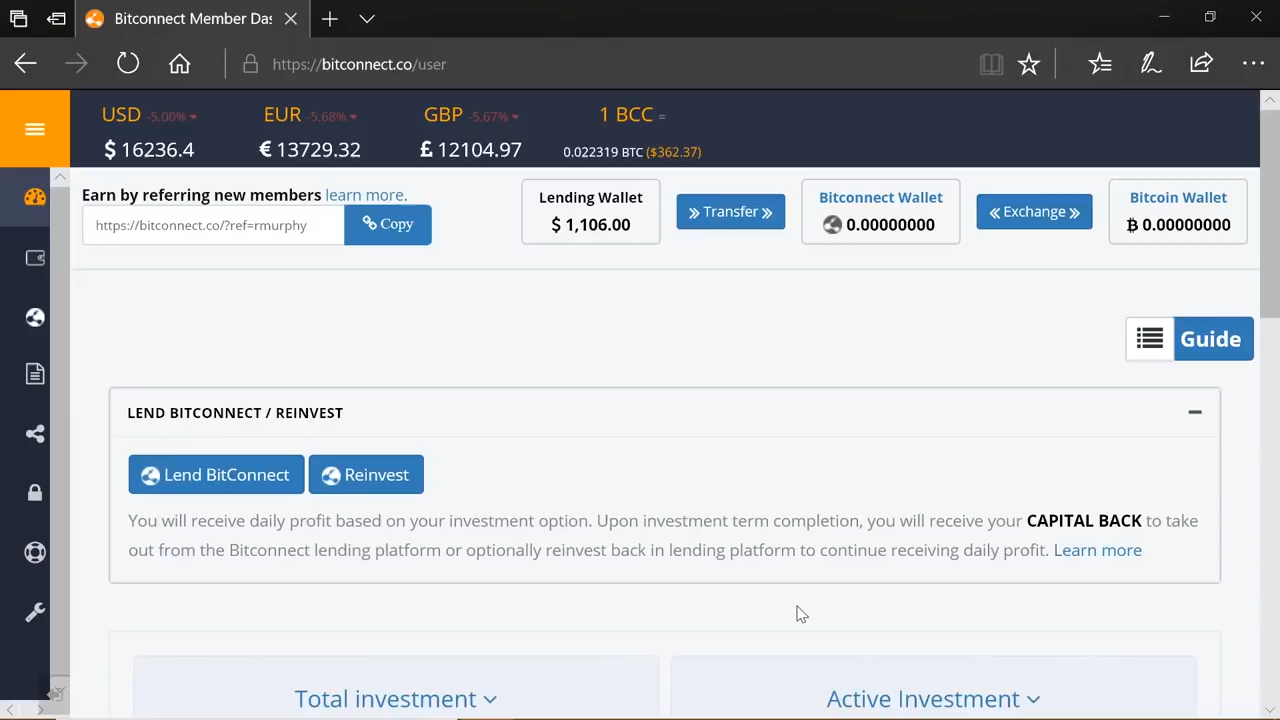 Bitconnect Member Das
https://bitconnect.co/user
USD -5.00% EUR -5.68% GBP -5.67% 1 BCC =
$ 16236.4 € 13729.32 £ 12104.97 0.022319 BTC ($362.37)
Earn by referring new members learn more.
https://bitconnect.co/?ref=rmurphy Copy
Lending Wallet
$ 1,106.00
Transfer
Bitconnect Wallet
0.00000000
Exchange
Bitcoin Wallet
0.00000000
Guide
LEND BITCONNECT / REINVEST
Lend BitConnect Reinvest
You will receive daily profit based on your investment option. Upon investment term completion, you will receive your CAPITAL BACK to take
out from the Bitconnect lending platform or optionally reinvest back in lending platform to continue receiving daily profit. Learn more
Total investment Active Investment